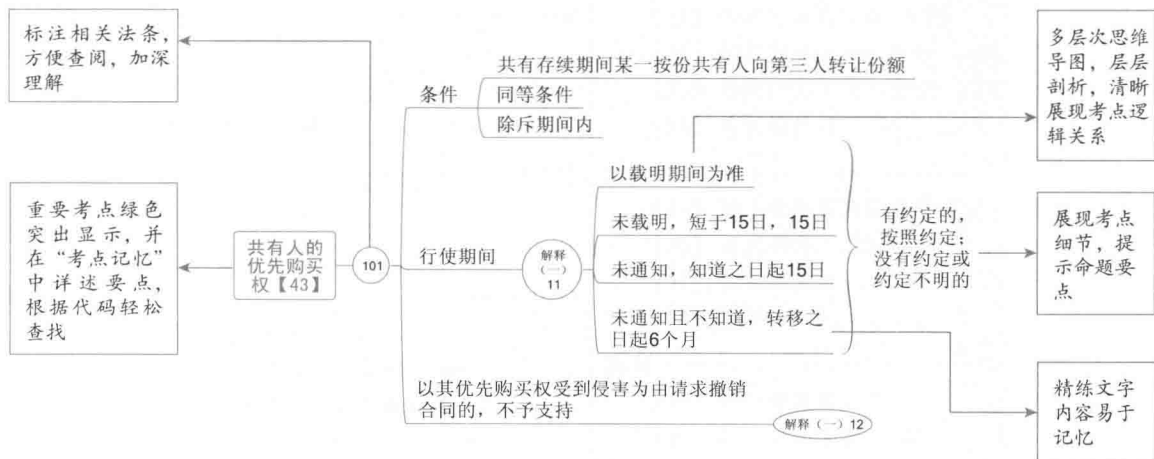 标注相关法条，
方便查阅，加深
理解
重要考点绿色
突出显示，并
在“考点记忆”
中详述要点，
根据代码轻松
查找
共有人的
优先购买
权【43】
101
条件
共有存续期间某一按份共有人向第三人转让份额
同等条件
除斥期间内
行使期间
解释
（一）
11
以载明期间为准
未载明，短于15日，15日
未通知，知道之日起15日
未通知且不知道，转移之
日起6个月
有约定的，
按照约定；
没有约定或
约定不明的
以其优先购买权受到侵害为由请求撤销
合同的，不予支持
解释（一）12
多层次思维
导图，层层
剖析，清晰
展现考点逻
辑关系
展现考点
细节，提
示命题要
点
精练文字
内容易于
记忆